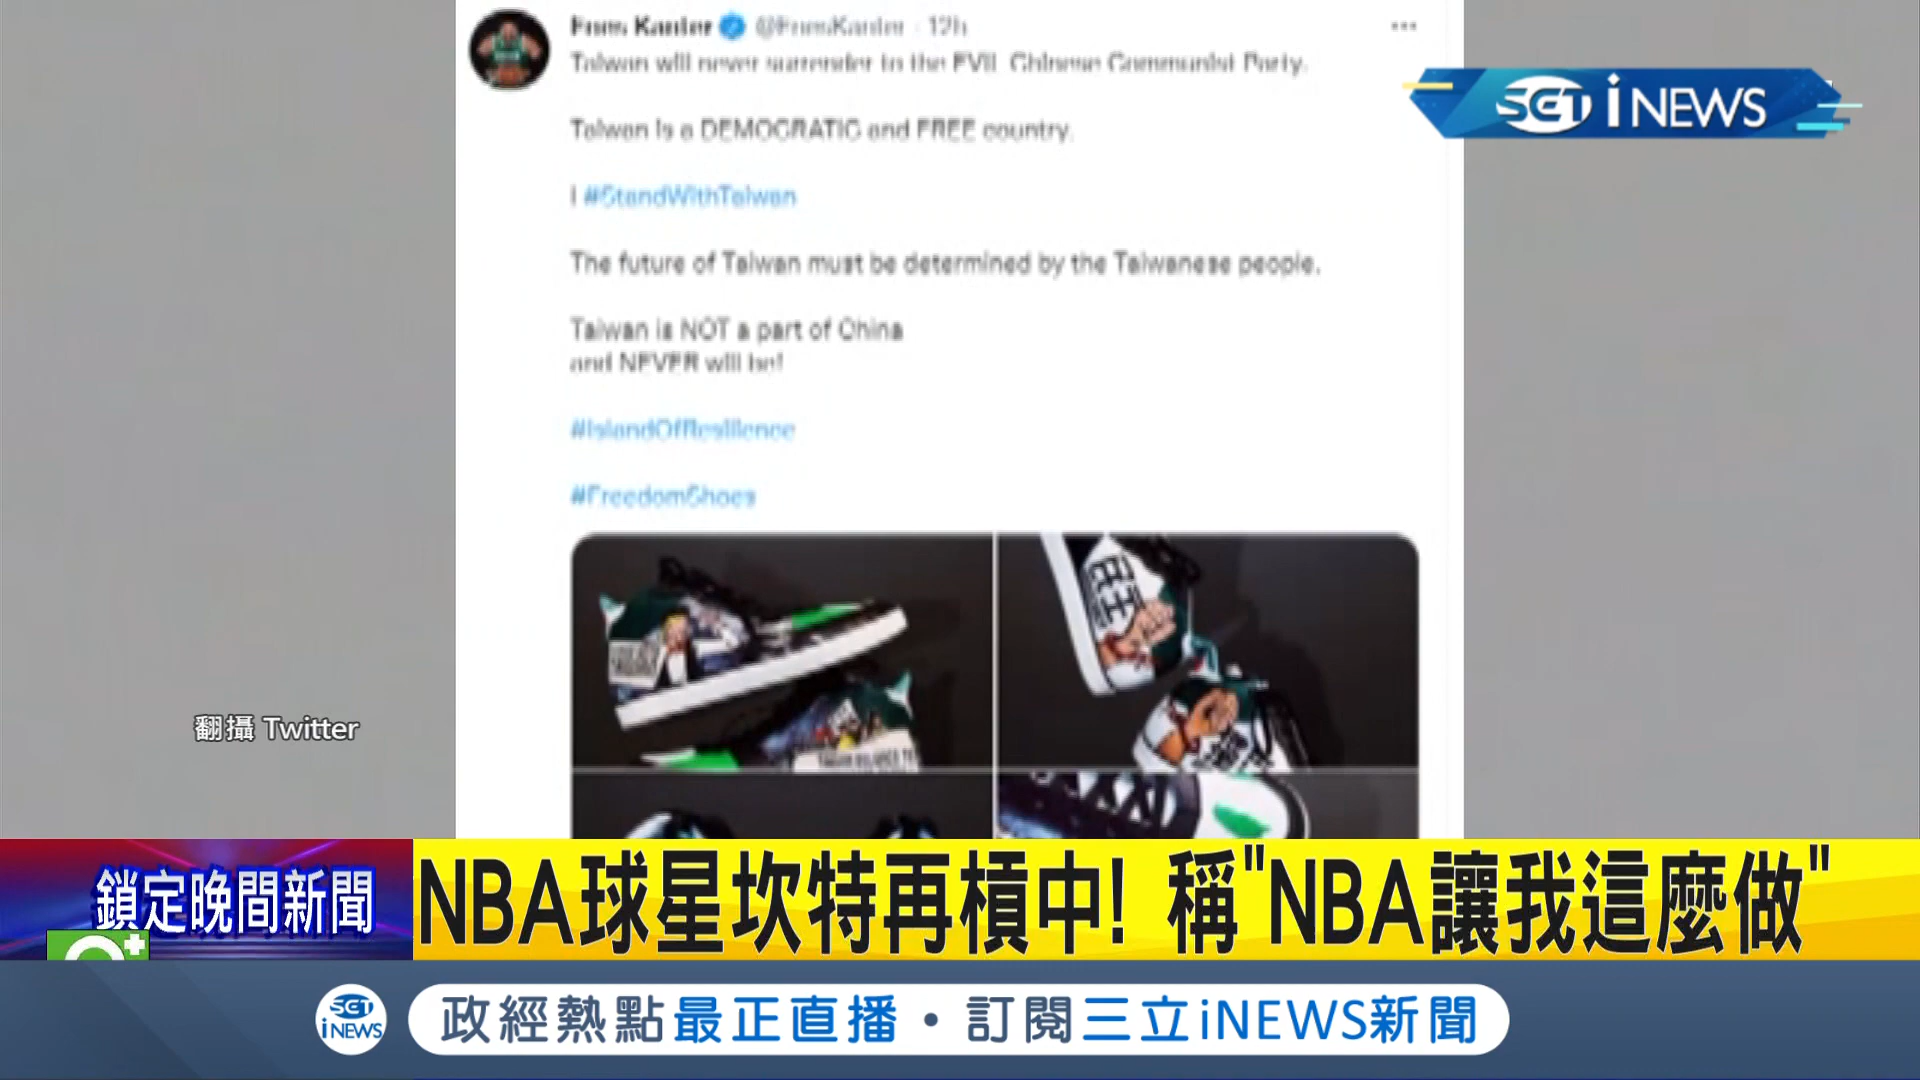 Enes Kanter @EnesKanter · 12h
Taiwan will never surrender to the EVIL Chinese Communist Party.
SET iNEWS
Taiwan is a DEMOCRATIC and FREE country.
I #StandWithTaiwan
The future of Taiwan must be determined by the Taiwanese people.
Taiwan is NOT a part of China
and NEVER will be!
#IslandOfResilience
#FreedomShoes
民主
翻攝 Twitter
鎖定晚間新聞
NBA球星坎特再槓中! 稱"NBA讓我這麼做"
SET iNEWS
政經熱點最正直播・訂閱三立iNEWS新聞